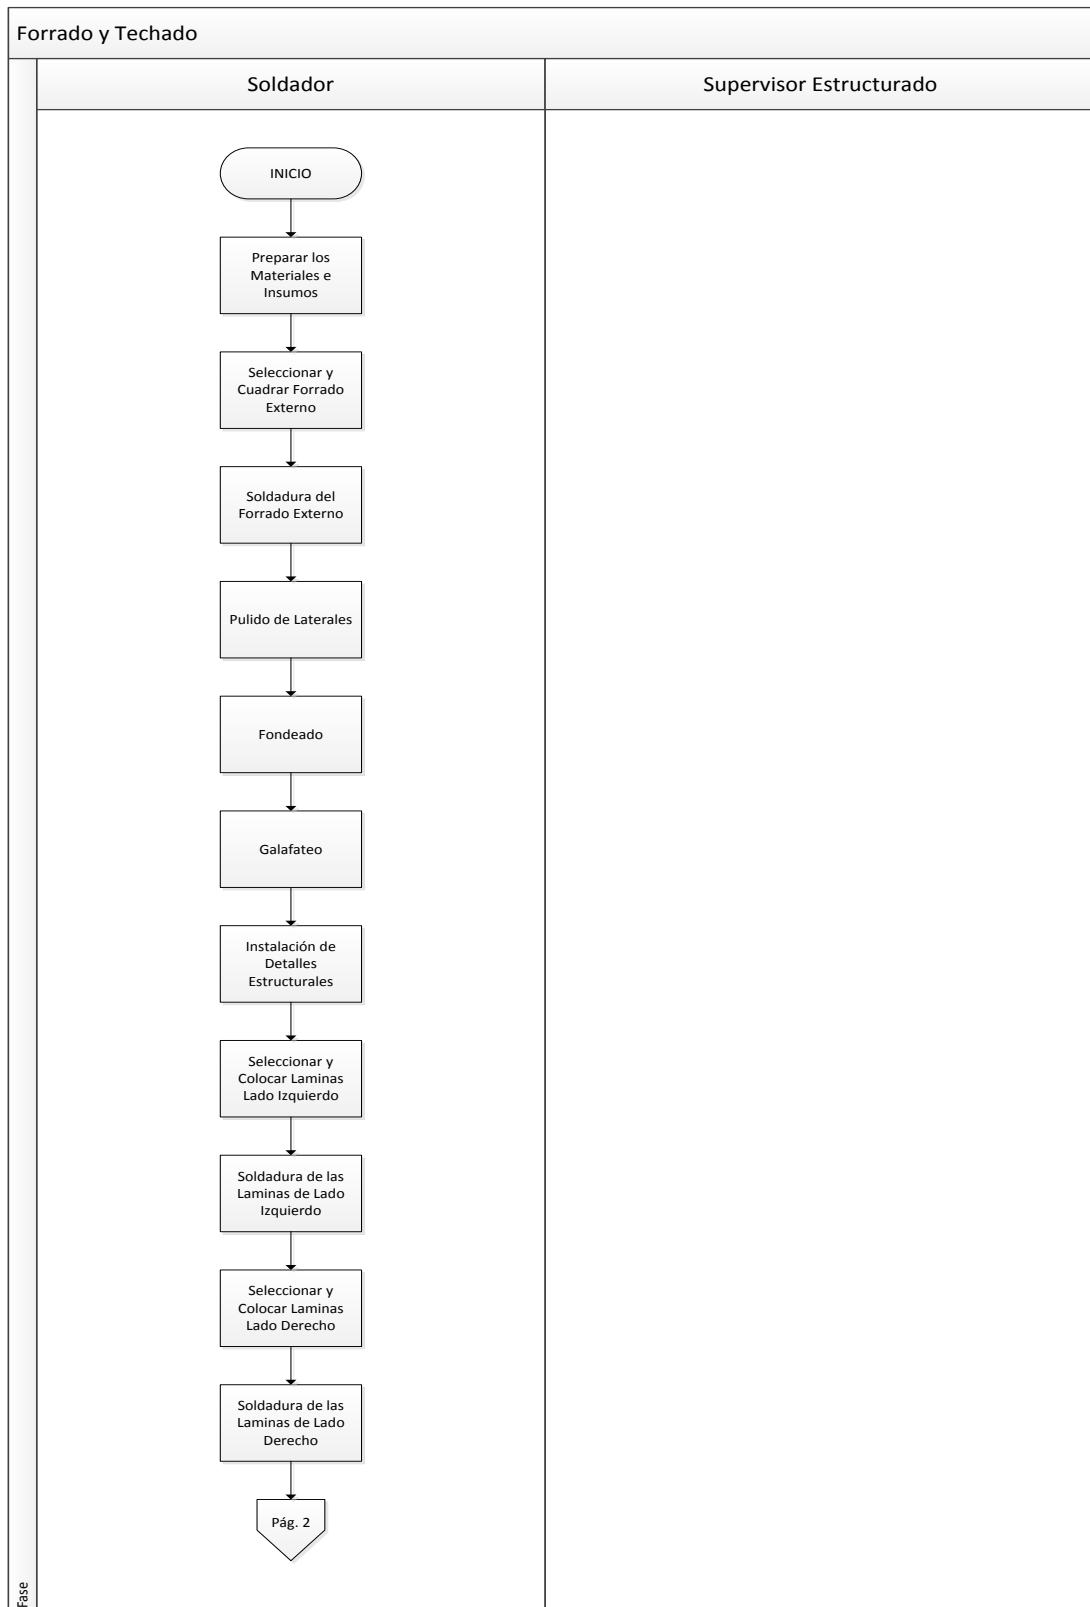 Forrado y Techado
Soldador
Supervisor Estructurado
INICIO
Preparar los
Materiales e
Insumos
Seleccionar y
Cuadrar Forrado
Externo
Soldadura del
Forrado Externo
Pulido de Laterales
Fondeado
Galafateo
Instalación de
Detalles
Estructurales
Seleccionar y
Colocar Laminas
Lado Izquierdo
Soldadura de las
Laminas de Lado
Izquierdo
Seleccionar y
Colocar Laminas
Lado Derecho
Soldadura de las
Laminas de Lado
Derecho
Pág. 2
Fase